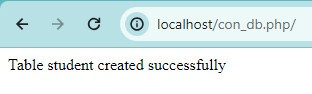 localhost/con_db.php/
Table student created successfully